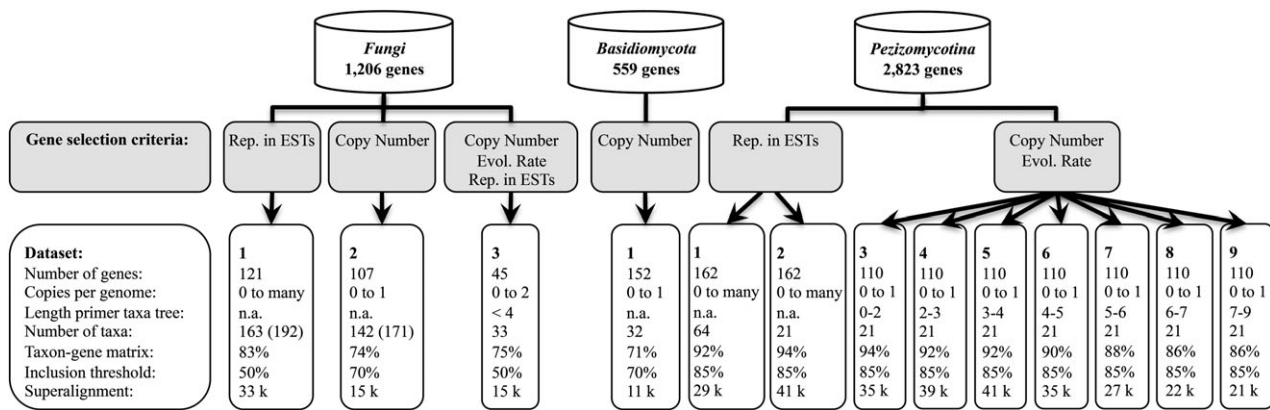 Fungi
1,206 genes
Basidiomycota
559 genes
Pezizomycotina
2,823 genes
Gene selection criteria:
Rep. in ESTs
Copy Number
Copy Number
Evol. Rate
Rep. in ESTs
Copy Number
Rep. in ESTs
Copy Number
Evol. Rate
Dataset: 1 2 3 1 1 2 3 4 5 6 7 8 9
Number of genes: 121 107 45 152 162 162 110 110 110 110 110 110 110
Copies per genome: 0 to many 0 to 1 0 to 2 0 to 1 0 to many 0 to many 0 to 1 0 to 1 0 to 1 0 to 1 0 to 1 0 to 1 0 to 1
Length primer taxa tree: n.a. n.a. < 4 n.a. n.a. n.a. 0-2 2-3 3-4 4-5 5-6 6-7 7-9
Number of taxa: 163 (192) 142 (171) 33 32 64 21 21 21 21 21 21 21 21
Taxon-gene matrix: 83% 74% 75% 71% 92% 94% 94% 92% 92% 90% 88% 86% 86%
Inclusion threshold: 50% 70% 50% 70% 85% 85% 85% 85% 85% 85% 85% 85% 85%
Superalignment: 33 k 15 k 15 k 11 k 29 k 41 k 35 k 39 k 41 k 35 k 27 k 22 k 21 k